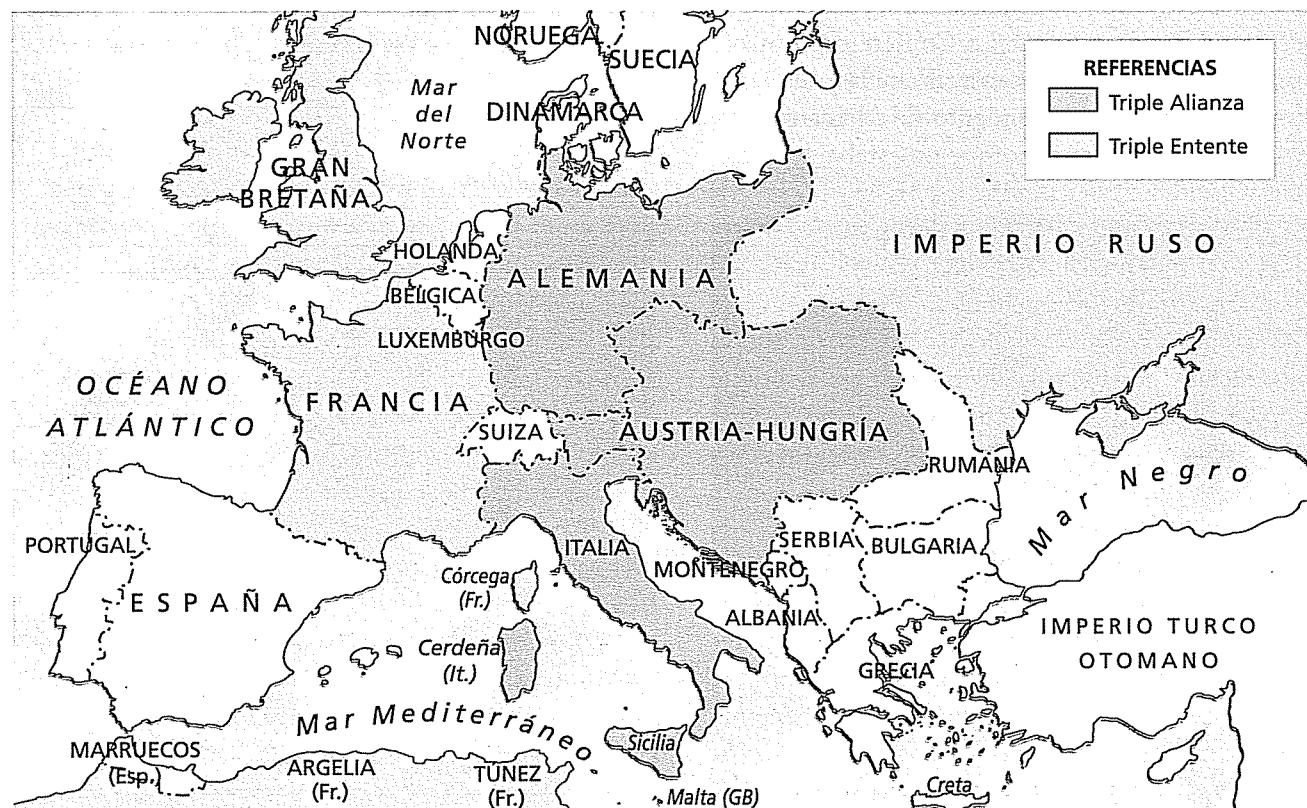 NORUEGA
SUECIA
REFERENCIAS
Triple Alianza
Triple Entente
Mar
del
Norte
DINAMARCA
GRAN
BRETAÑA
HOLANDA
IMPERIO RUSO
ALEMANIA
BÉLGICA
LUXEMBURGO
OCÉANO
ATLÁNTICO
FRANCIA
SUIZA
AUSTRIA-HUNGRÍA
RUMANIA
Mar Negro
PORTUGAL
ESPAÑA
ITALIA
SERBIA
BULGARIA
MONTENEGRO
Córcega
(Fr.)
ALBANIA
Cerdeña
(It.)
IMPERIO TURCO
OTOMANO
GRECIA
Mar Mediterráneo
Sicilia
MARRUECOS
(Esp.)
ARGELIA
(Fr.)
TÚNEZ
(Fr.)
Malta (GB)
Creta